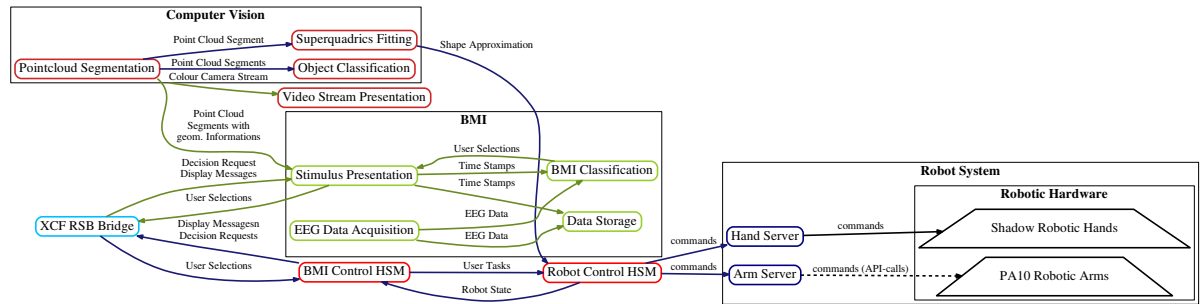 Computer Vision
Point Cloud Segment
Superquadrics Fitting
Shape Approximation
Pointcloud Segmentation
Point Cloud Segments
Object Classification
Colour Camera Stream
Video Stream Presentation
Point Cloud
Segments with
geom. Informations
BMI
User Selections
Decision Request
Display Messages
Stimulus Presentation
Time Stamps
BMI Classification
Time Stamps
User Selections
EEG Data
XCF RSB Bridge
EEG Data Acquisition
EEG Data
Data Storage
Display Messagesn
Decision Requests
User Selections
BMI Control HSM
User Tasks
Robot Control HSM
Robot State
commands
commands
Robot System
Robotic Hardware
Hand Server
commands
Shadow Robotic Hands
Arm Server
commands (API-calls)
PA10 Robotic Arms